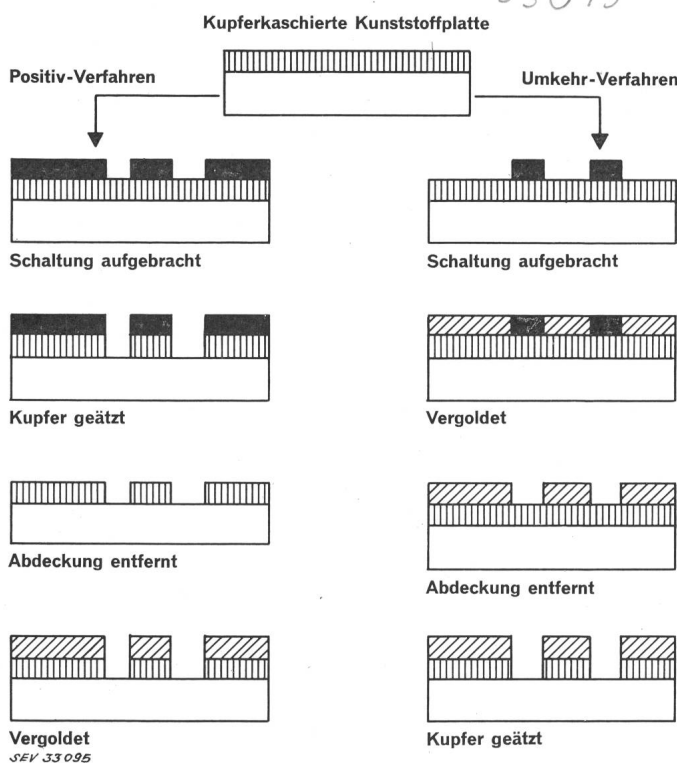 33095
Kupferkaschierte Kunststoffplatte
Positiv-Verfahren
Umkehr-Verfahren
Schaltung aufgebracht
Schaltung aufgebracht
Kupfer geätzt
Vergoldet
Abdeckung entfernt
Abdeckung entfernt
Vergoldet
Kupfer geätzt
SEV 33095